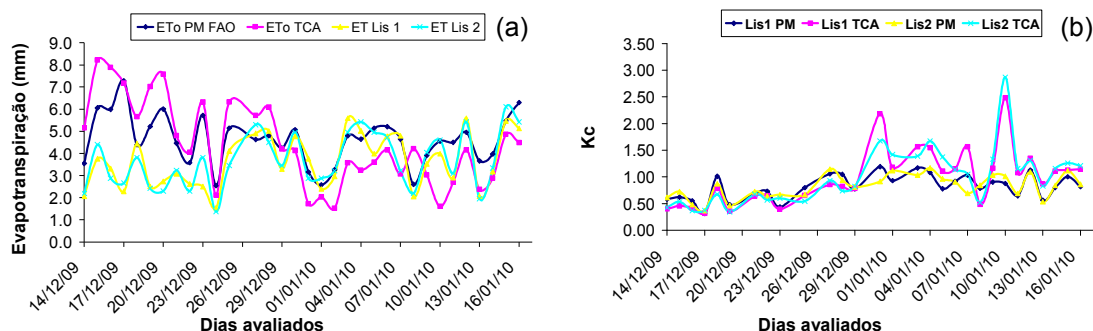 ETo PM FAO ETo TCA ET Lis 1 ET Lis 2
(a)
Evapotranspiração (mm)
9.0
8.0
7.0
6.0
5.0
4.0
3.0
2.0
1.0
0.0
14/12/09 17/12/09 20/12/09 23/12/09 26/12/09 29/12/09 01/01/10 04/01/10 07/01/10 10/01/10 13/01/10 16/01/10
Dias avaliados
Lis1 PM Lis1 TCA Lis2 PM Lis2 TCA
(b)
Kc
3.50
3.00
2.50
2.00
1.50
1.00
0.50
0.00
14/12/09 17/12/09 20/12/09 23/12/09 26/12/09 29/12/09 01/01/10 04/01/10 07/01/10 10/01/10 13/01/10 16/01/10
Dias avaliados